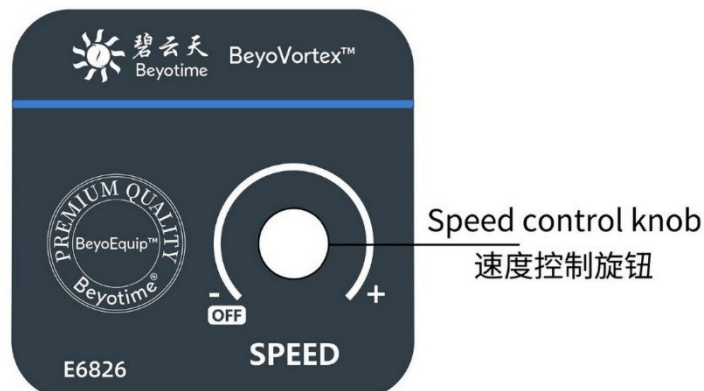 碧云天
Beyotime
BeyoVortex™
PREMIUM QUALITY
BeyoEquip™
Beyotime®
Speed control knob
速度控制旋钮
-
+
OFF
SPEED
E6826